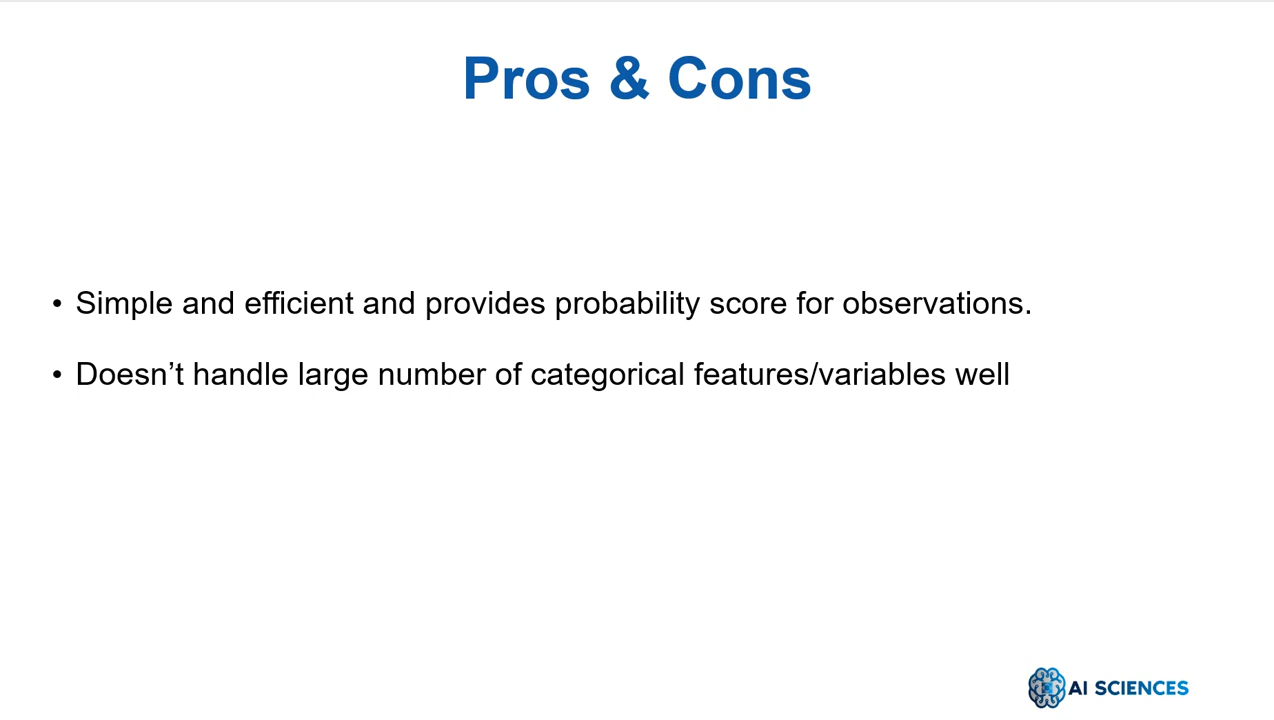 Pros & Cons
• Simple and efficient and provides probability score for observations.
• Doesn’t handle large number of categorical features/variables well
AI SCIENCES